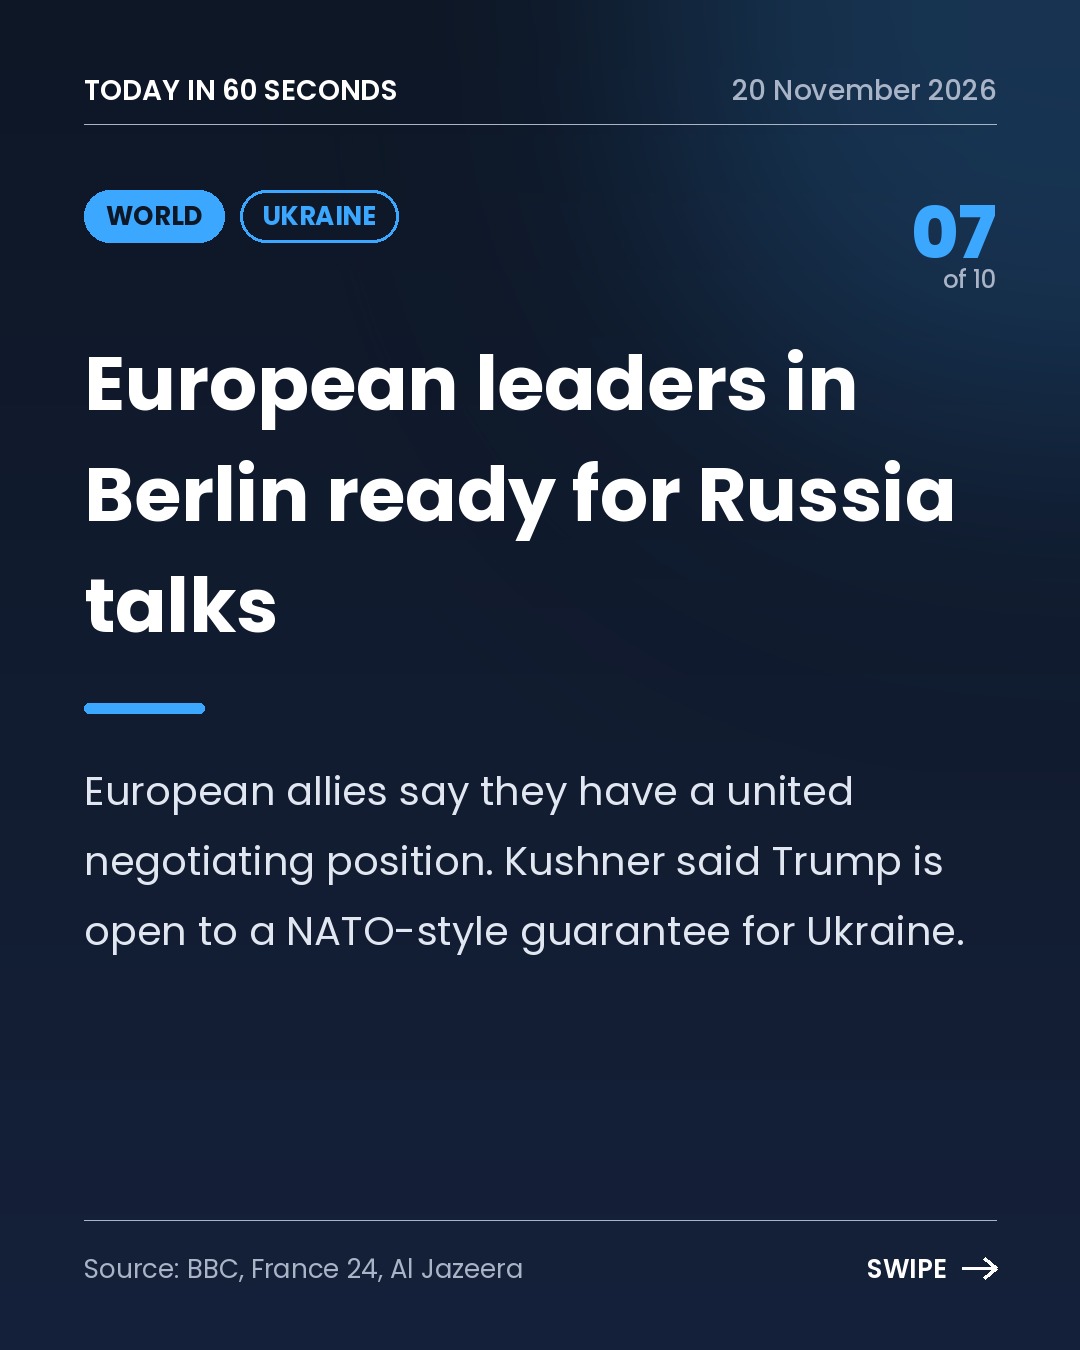 TODAY IN 60 SECONDS
20 November 2026
WORLD
UKRAINE
07
of 10
European leaders in
Berlin ready for Russia
talks
European allies say they have a united
negotiating position. Kushner said Trump is
open to a NATO-style guarantee for Ukraine.
Source: BBC, France 24, Al Jazeera
SWIPE